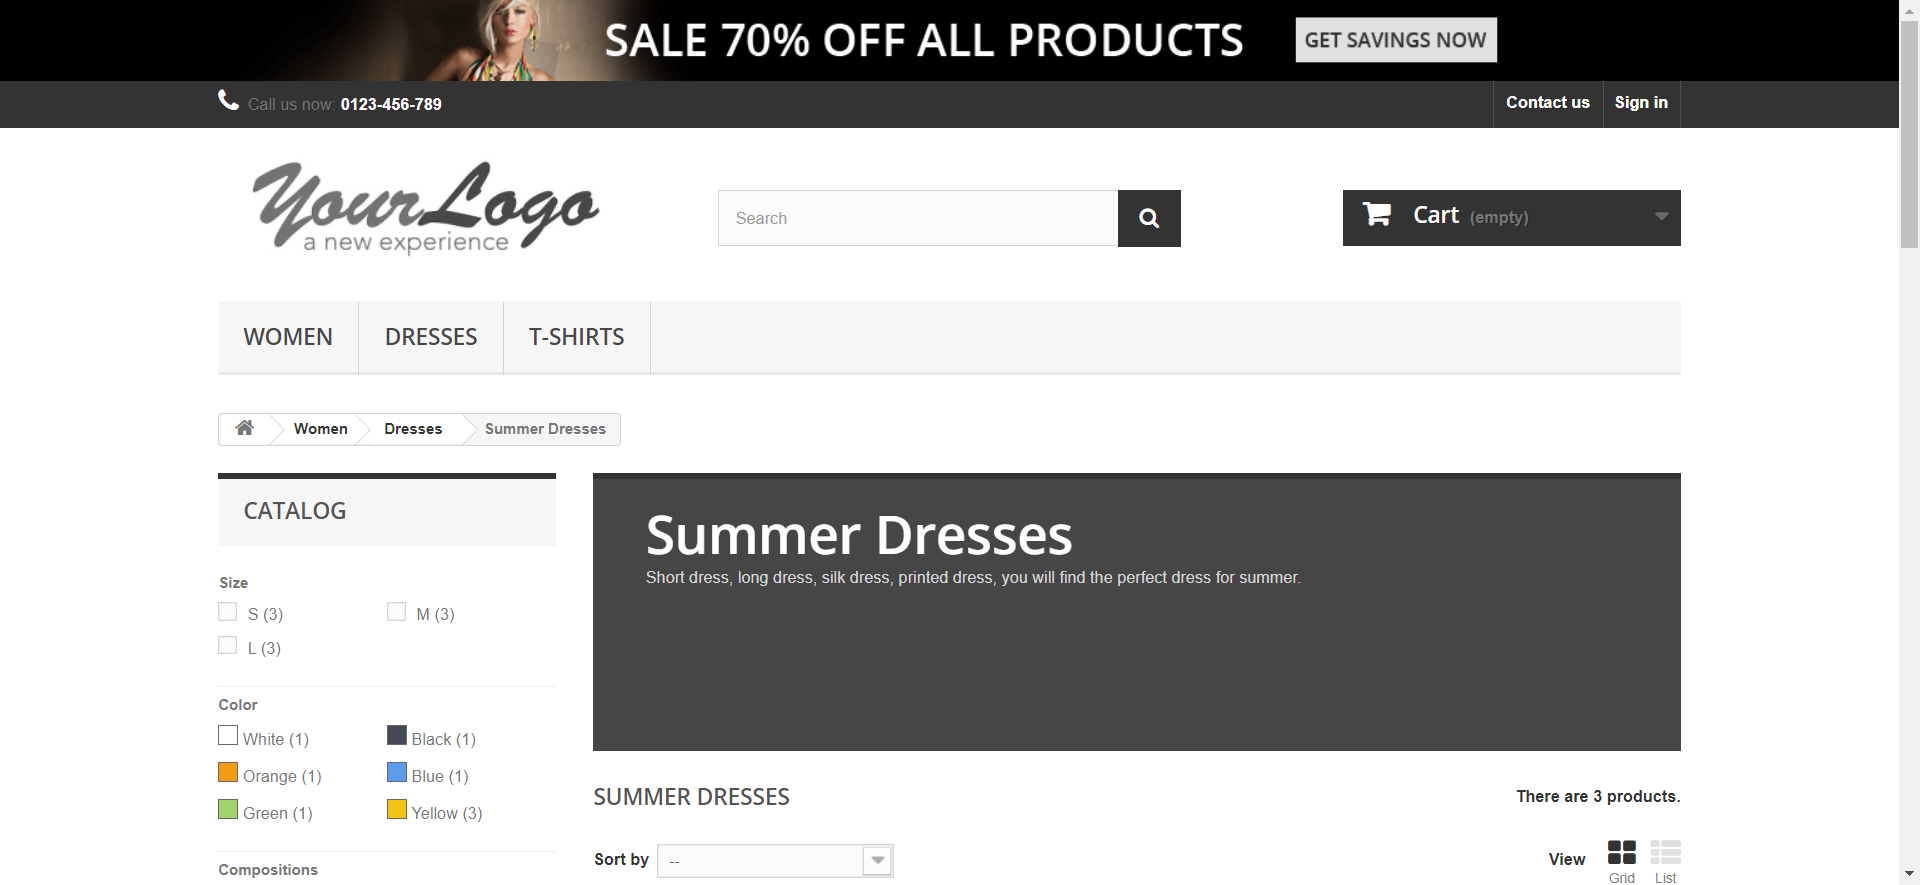 SALE 70% OFF ALL PRODUCTS
GET SAVINGS NOW
Call us now: 0123-456-789
Contact us
Sign in
Your Logo
a new experience
Search
Cart (empty)
WOMEN
DRESSES
T-SHIRTS
Women
Dresses
Summer Dresses
CATALOG
Size
S (3)
M (3)
L (3)
Color
White (1)
Black (1)
Orange (1)
Blue (1)
Green (1)
Yellow (3)
Compositions
Summer Dresses
Short dress, long dress, silk dress, printed dress, you will find the perfect dress for summer.
SUMMER DRESSES
There are 3 products.
Sort by
--
View
Grid
List